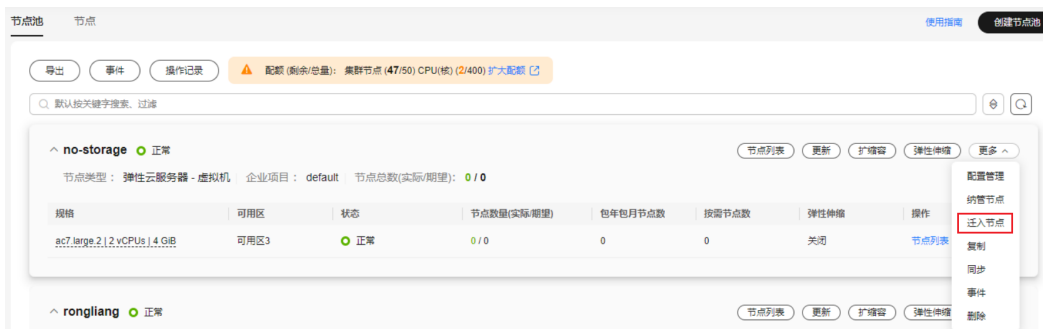 节点池 节点 使用指南 创建节点池
导出 事件 操作记录 配额 (剩余/总量): 集群节点 (47/50) CPU(核) (2/400) 扩大配额
默认按关键字搜索、过滤
no-storage 正常 节点列表 更新 扩缩容 弹性伸缩 更多
节点类型： 弹性云服务器 - 虚拟机 企业项目： default 节点总数(实际/期望)： 0 / 0 配置管理
纳管节点
规格 可用区 状态 节点数量(实际/期望) 包年包月节点数 按需节点数 弹性伸缩 操作 迁入节点
ac7.large.2 | 2 vCPUs | 4 GiB 可用区3 正常 0 / 0 0 0 关闭 节点列表 复制
同步
事件
rongliang 正常 节点列表 更新 扩缩容 弹性伸缩 删除